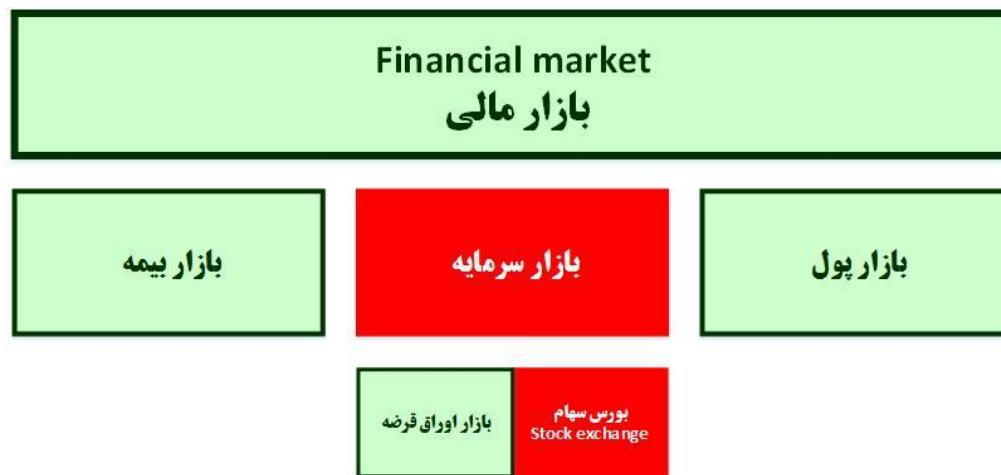 Financial market
بازار مالی
بازار پول
بازار سرمایه
بازار بیمه
بورس سهام
Stock exchange
بازار اوراق قرضه